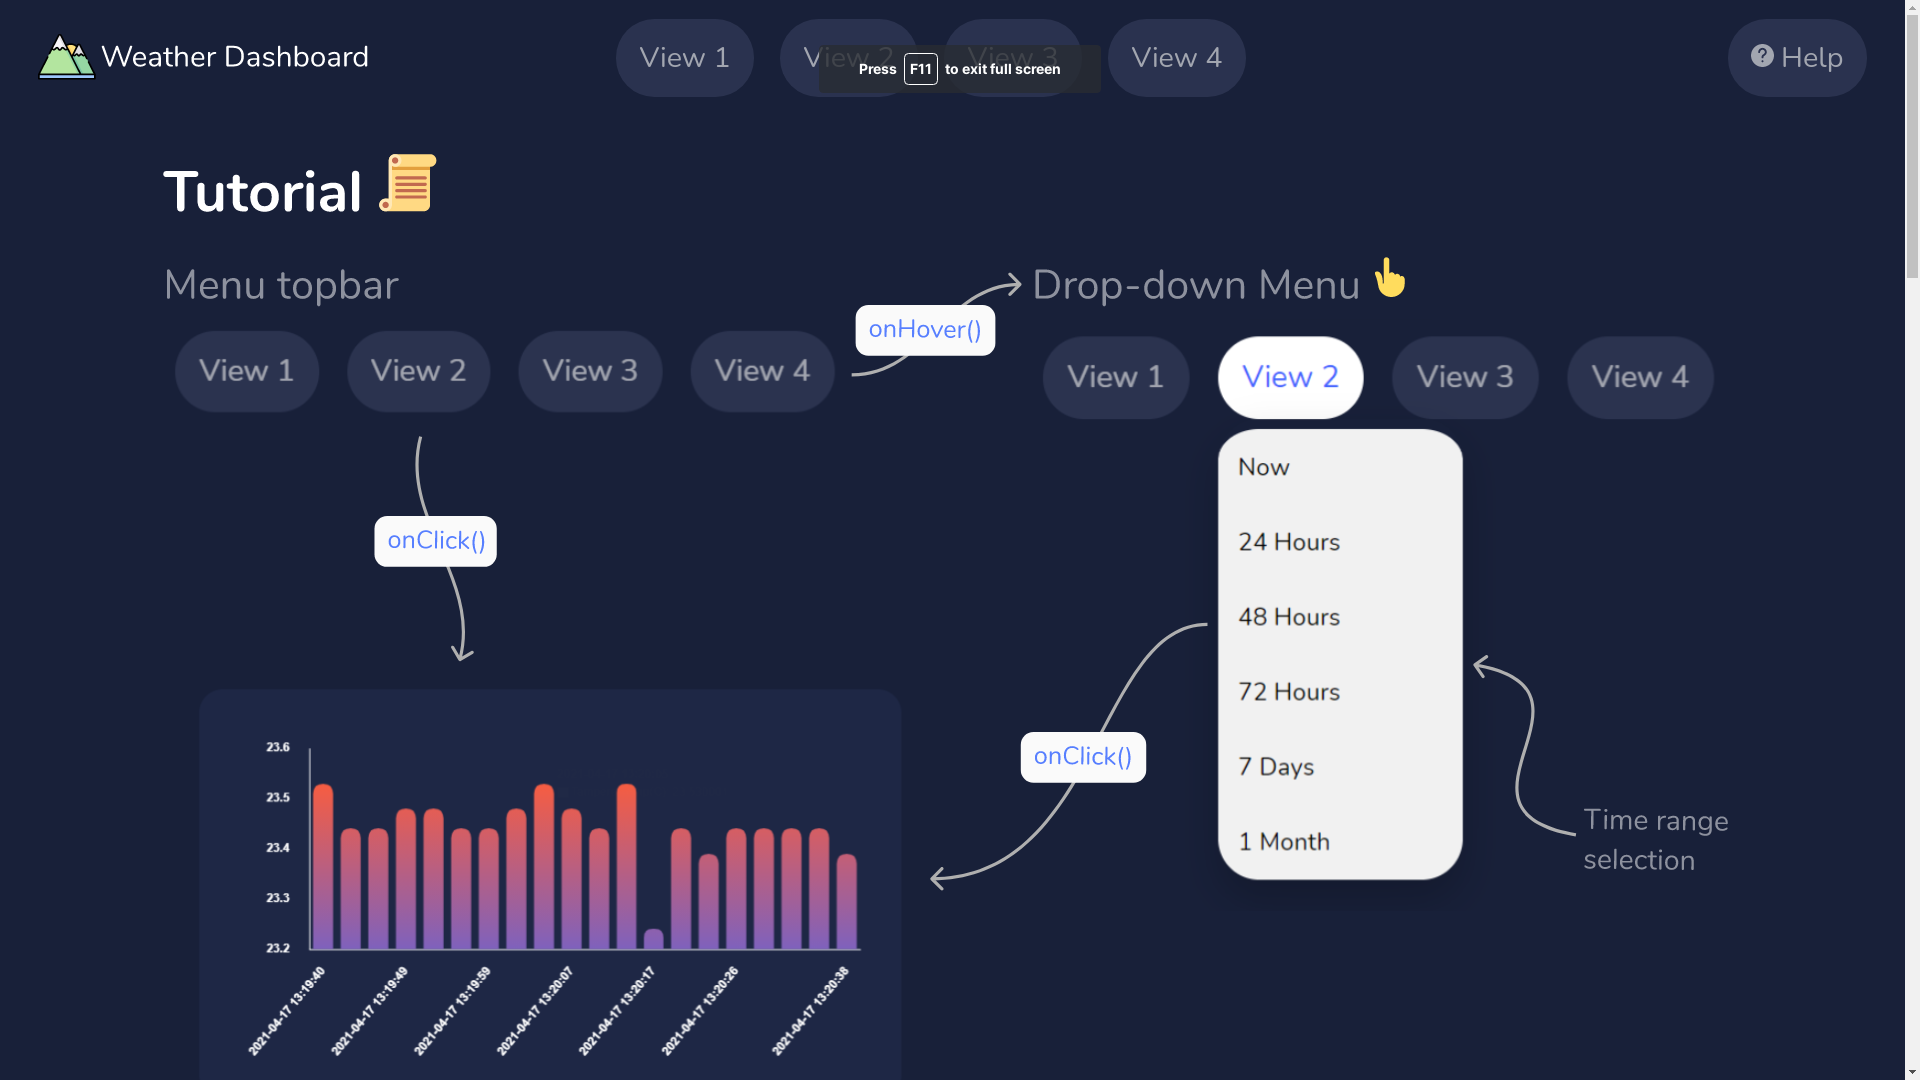 Weather Dashboard
View 1
View 2
View 3
View 4
Help
Press F11 to exit full screen
Tutorial
Menu topbar
Drop-down Menu
onHover()
View 1
View 2
View 3
View 4
View 1
View 2
View 3
View 4
Now
24 Hours
48 Hours
72 Hours
7 Days
1 Month
onClick()
onClick()
Time range
selection
23.6
23.5
23.4
23.3
23.2
2021-04-17 13:19:40
2021-04-17 13:19:49
2021-04-17 13:19:59
2021-04-17 13:20:07
2021-04-17 13:20:17
2021-04-17 13:20:26
2021-04-17 13:20:38